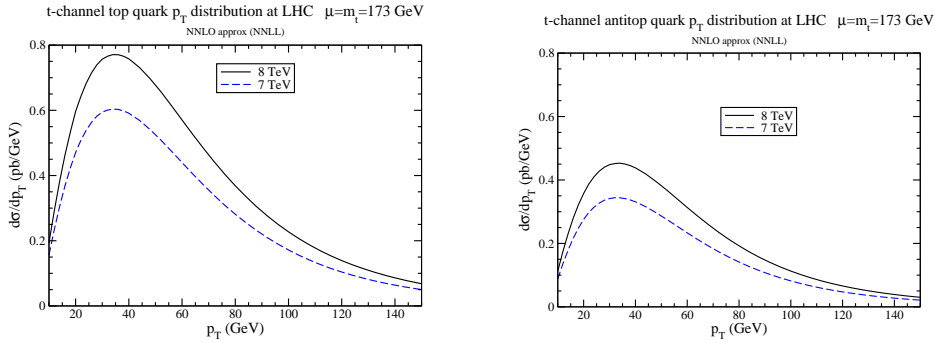 t-channel top quark p_T distribution at LHC μ=m_t=173 GeV
NNLO approx (NNLL)
8 TeV
7 TeV
dσ/dp_T (pb/GeV)
0.8
0.6
0.4
0.2
0
20 40 60 80 100 120 140
p_T (GeV)
t-channel antitop quark p_T distribution at LHC μ=m_t=173 GeV
NNLO approx (NNLL)
8 TeV
7 TeV
dσ/dp_T (pb/GeV)
0.8
0.6
0.4
0.2
0
20 40 60 80 100 120 140
p_T (GeV)